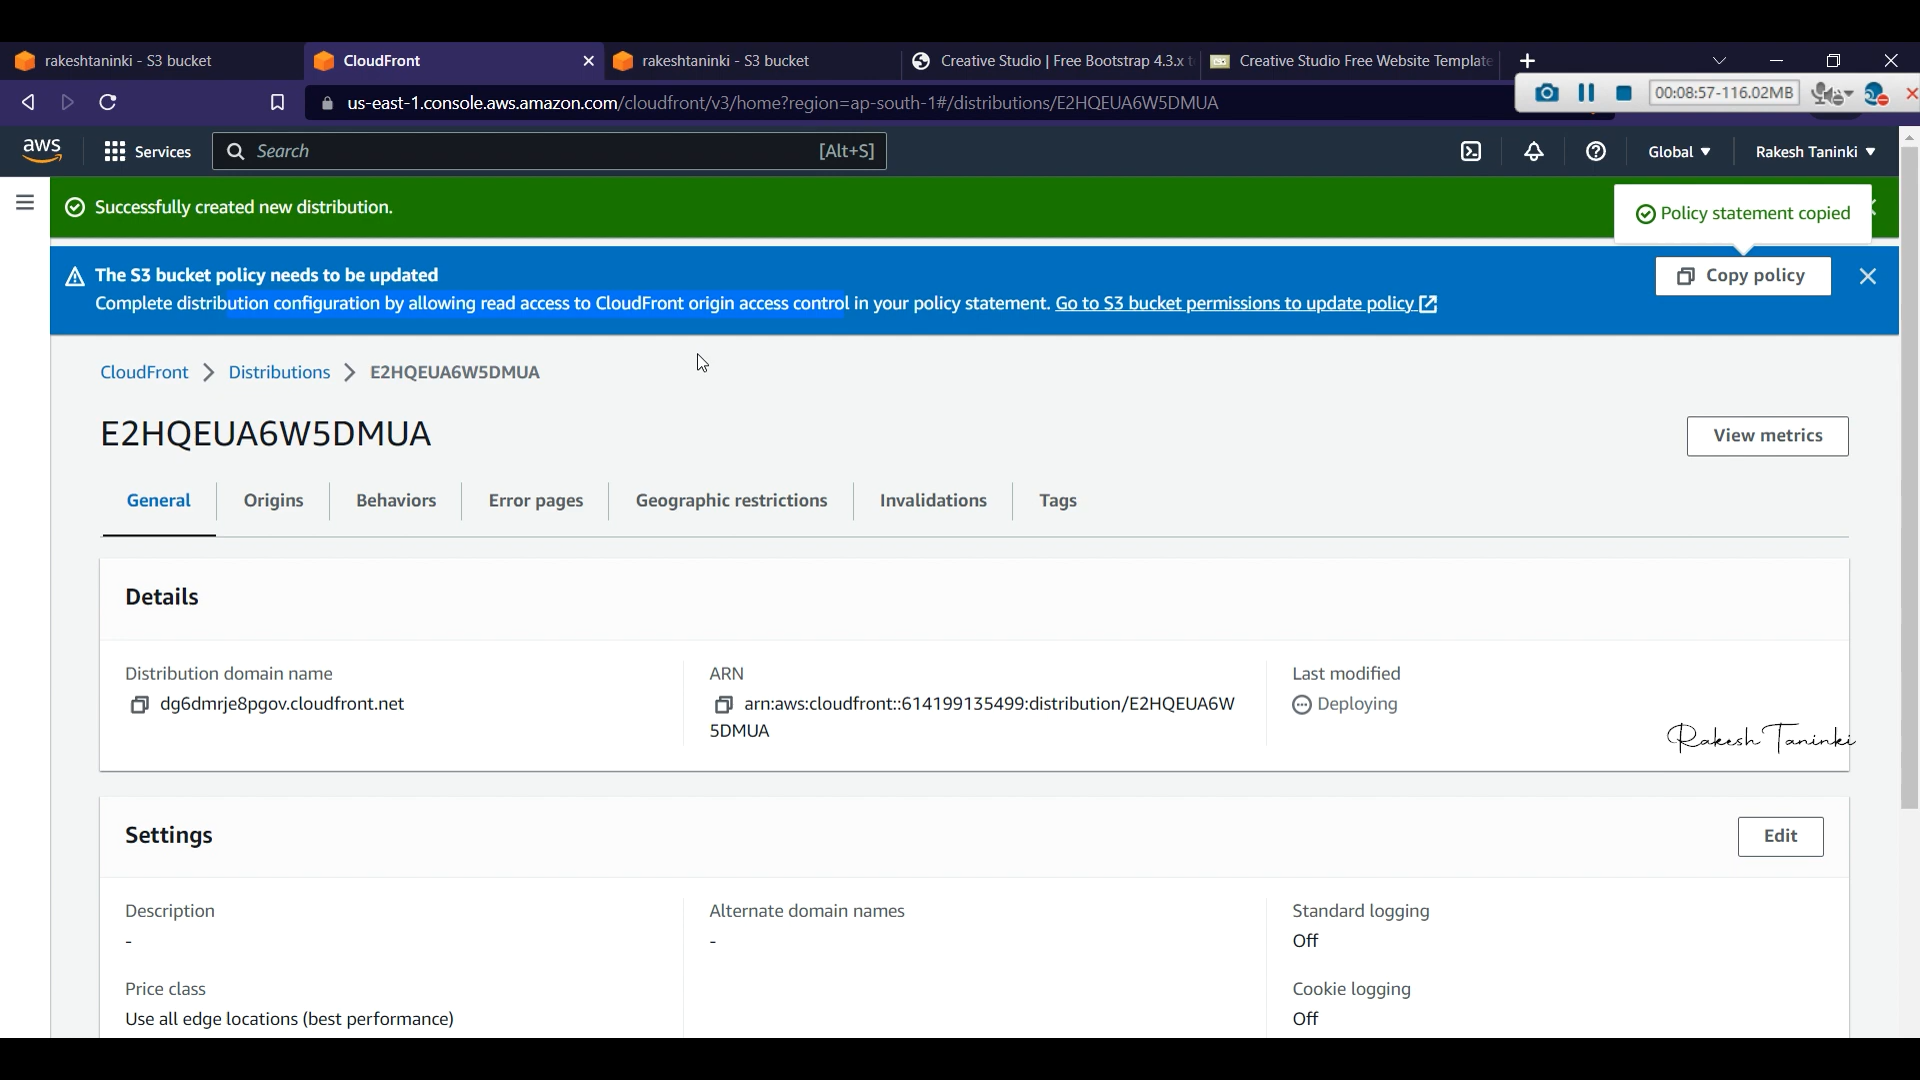 rakeshtaninki - S3 bucket
CloudFront
rakeshtaninki - S3 bucket
Creative Studio | Free Bootstrap 4.3.x t
Creative Studio Free Website Template
us-east-1.console.aws.amazon.com/cloudfront/v3/home?region=ap-south-1#/distributions/E2HQEUA6W5DMUA
00:08:57-116.02MB
aws
Services
Search
[Alt+S]
Global
Rakesh Taninki
Successfully created new distribution.
Policy statement copied
The S3 bucket policy needs to be updated
Copy policy
Complete distribution configuration by allowing read access to CloudFront origin access control in your policy statement. Go to S3 bucket permissions to update policy
CloudFront
Distributions
E2HQEUA6W5DMUA
E2HQEUA6W5DMUA
View metrics
General
Origins
Behaviors
Error pages
Geographic restrictions
Invalidations
Tags
Details
Distribution domain name
dg6dmrje8pgov.cloudfront.net
ARN
arn:aws:cloudfront::614199135499:distribution/E2HQEUA6W
5DMUA
Last modified
Deploying
Rakesh Taninki
Settings
Edit
Description
-
Alternate domain names
-
Standard logging
Off
Price class
Use all edge locations (best performance)
Cookie logging
Off